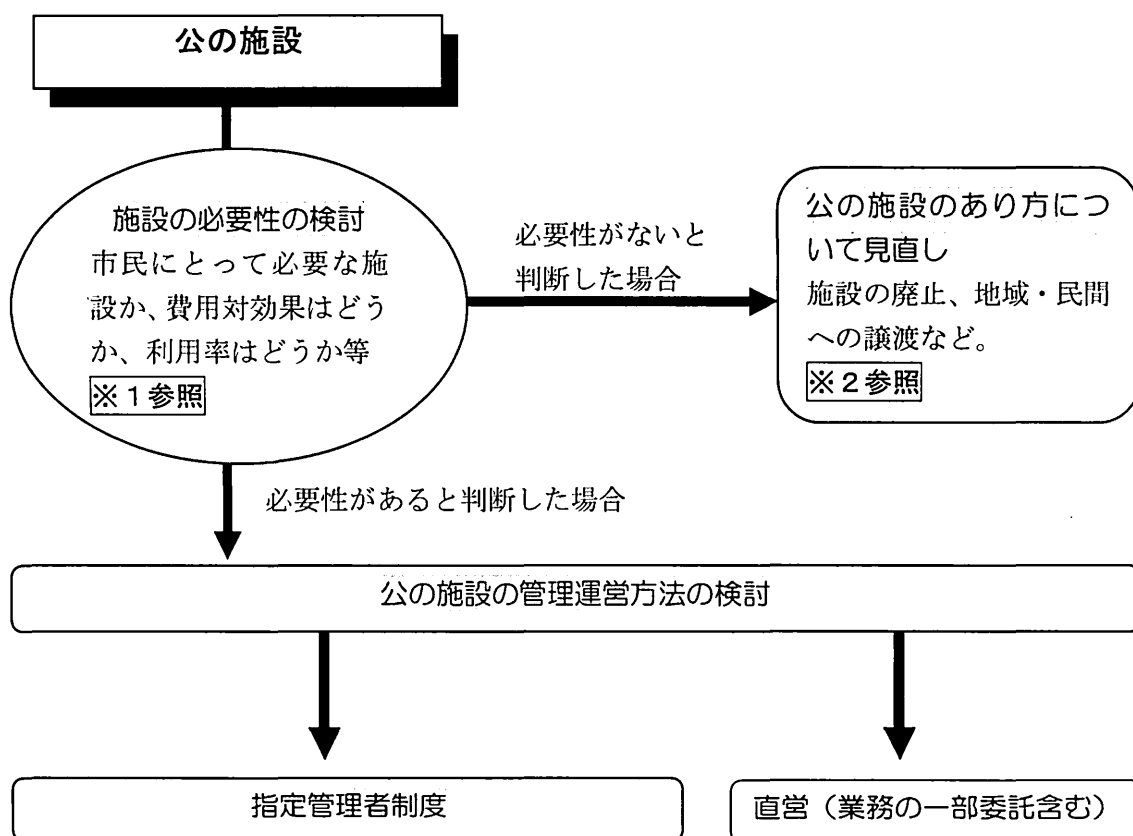 公の施設
施設の必要性の検討
市民にとって必要な施
設か、費用対効果はどう
か、利用率はどうか等
※1参照
必要性がないと
判断した場合
公の施設のあり方につ
いて見直し
施設の廃止、地域・民間
への譲渡など。
※2参照
必要性があると判断した場合
公の施設の管理運営方法の検討
指定管理者制度
直営（業務の一部委託含む）